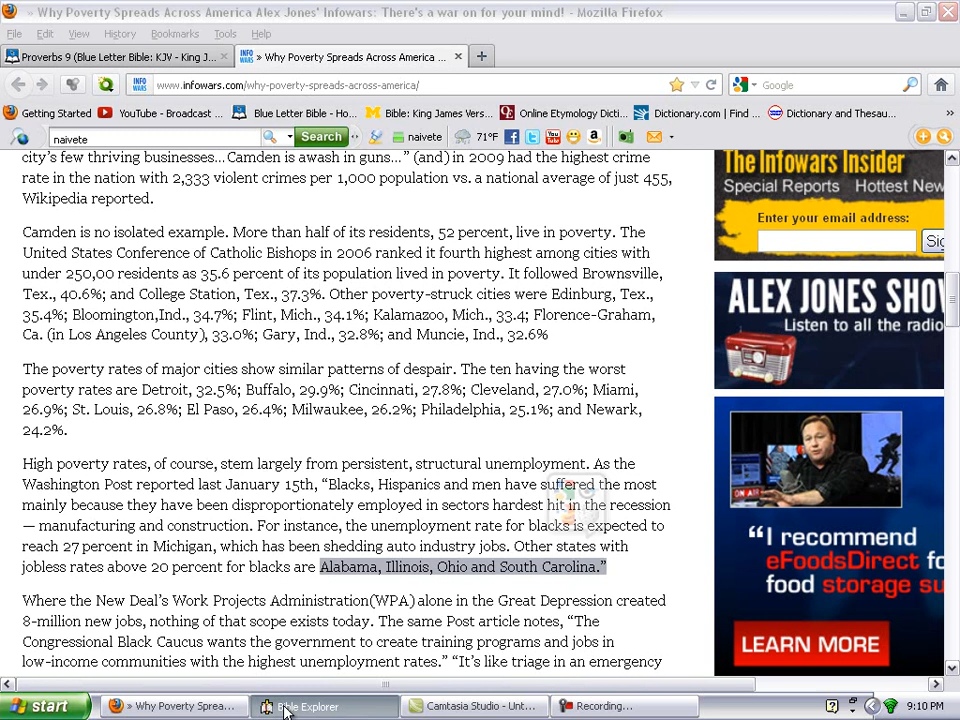 » Why Poverty Spreads Across America Alex Jones' Infowars: There's a war on for your mind! - Mozilla Firefox
File Edit View History Bookmarks Tools Help
Proverbs 9 (Blue Letter Bible: KJV - King J...
» Why Poverty Spreads Across America ...
INFO WARS www.infowars.com/why-poverty-spreads-across-america/
Google
Getting Started YouTube - Broadcast ... Blue Letter Bible - Ho... Bible: King James Vers... Online Etymology Dicti... Dictionary.com | Find ... Dictionary and Thesau...
naivete Search naivete 71°F
city's few thriving businesses…Camden is awash in guns…” (and) in 2009 had the highest crime
rate in the nation with 2,333 violent crimes per 1,000 population vs. a national average of just 455,
Wikipedia reported.
Camden is no isolated example. More than half of its residents, 52 percent, live in poverty. The
United States Conference of Catholic Bishops in 2006 ranked it fourth highest among cities with
under 250,00 residents as 35.6 percent of its population lived in poverty. It followed Brownsville,
Tex., 40.6%; and College Station, Tex., 37.3%. Other poverty-struck cities were Edinburg, Tex.,
35.4%; Bloomington,Ind., 34.7%; Flint, Mich., 34.1%; Kalamazoo, Mich., 33.4; Florence-Graham,
Ca. (in Los Angeles County), 33.0%; Gary, Ind., 32.8%; and Muncie, Ind., 32.6%
The poverty rates of major cities show similar patterns of despair. The ten having the worst
poverty rates are Detroit, 32.5%; Buffalo, 29.9%; Cincinnati, 27.8%; Cleveland, 27.0%; Miami,
26.9%; St. Louis, 26.8%; El Paso, 26.4%; Milwaukee, 26.2%; Philadelphia, 25.1%; and Newark,
24.2%.
High poverty rates, of course, stem largely from persistent, structural unemployment. As the
Washington Post reported last January 15th, “Blacks, Hispanics and men have suffered the most
mainly because they have been disproportionately employed in sectors hardest hit in the recession
— manufacturing and construction. For instance, the unemployment rate for blacks is expected to
reach 27 percent in Michigan, which has been shedding auto industry jobs. Other states with
jobless rates above 20 percent for blacks are Alabama, Illinois, Ohio and South Carolina.”
Where the New Deal's Work Projects Administration(WPA) alone in the Great Depression created
8-million new jobs, nothing of that scope exists today. The same Post article notes, “The
Congressional Black Caucus wants the government to create training programs and jobs in
low-income communities with the highest unemployment rates.” “It's like triage in an emergency
The Infowars Insider
Special Reports Hottest New
Enter your email address:
Sig
ALEX JONES SHOW
Listen to all the radio
ON AIR
“I recommend
eFoodsDirect fo
food storage su
LEARN MORE
start » Why Poverty Sprea... Bible Explorer Camtasia Studio - Unt... Recording... 9:10 PM